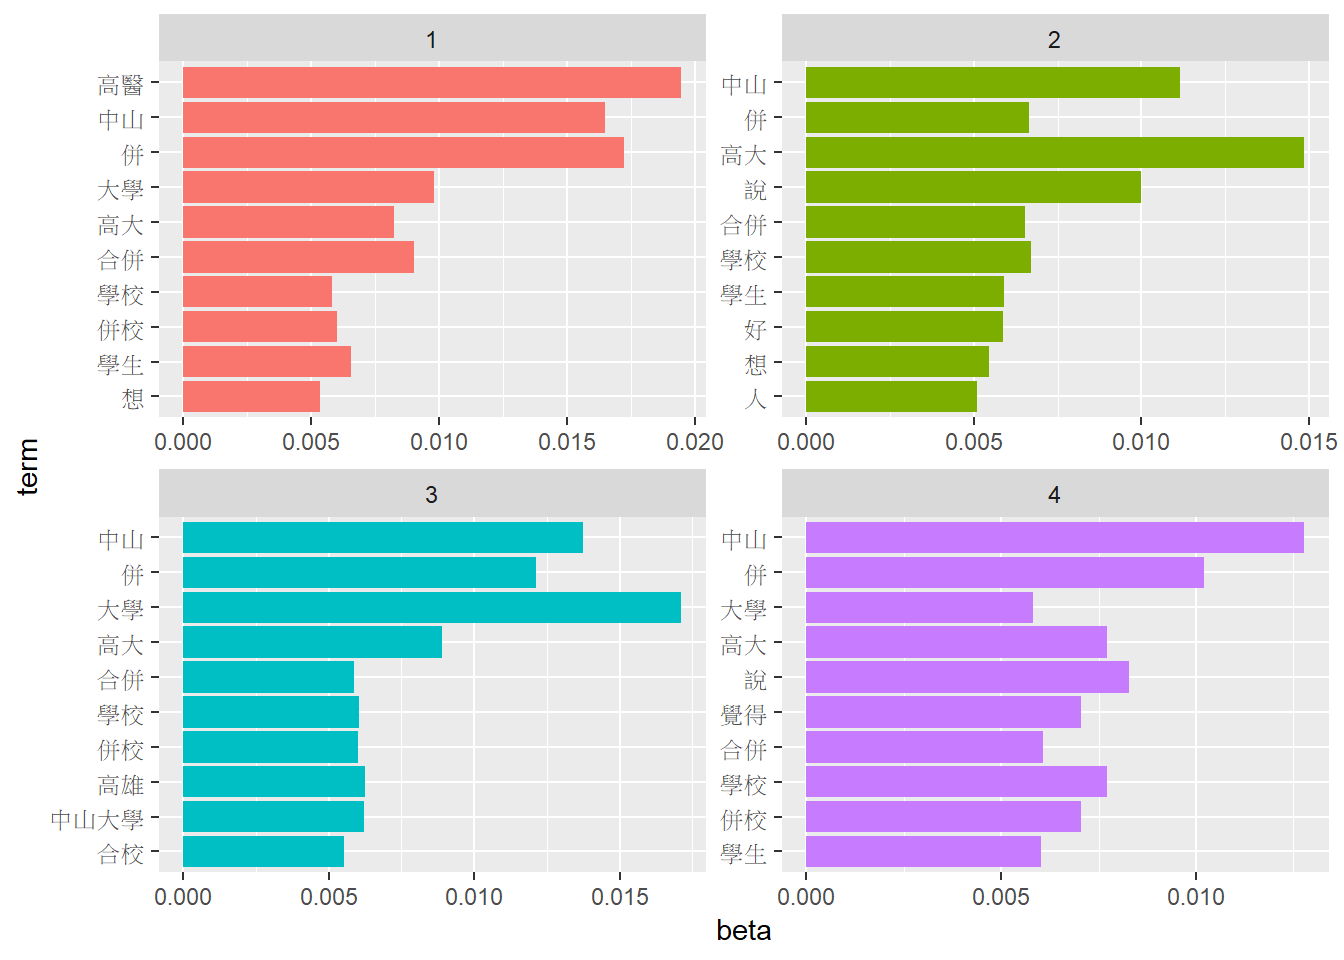 1
高醫
中山
併
大學
高大
合併
學校
併校
學生
想
0.000 0.005 0.010 0.015 0.020
2
中山
併
高大
說
合併
學校
學生
好
想
人
0.000 0.005 0.010 0.015
term
3
中山
併
大學
高大
合併
學校
併校
高雄
中山大學
合校
0.000 0.005 0.010 0.015
4
中山
併
大學
高大
說
覺得
合併
學校
併校
學生
0.000 0.005 0.010
beta